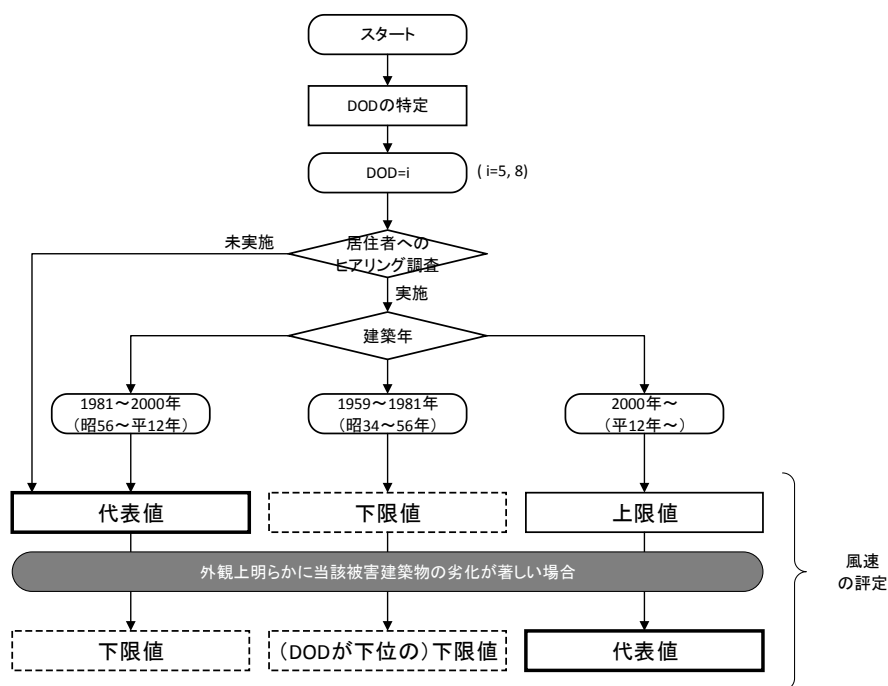 スタート
DODの特定
DOD=i
( i=5, 8)
居住者への
ヒアリング調査
未実施
実施
建築年
1981～2000年
（昭56～平12年）
1959～1981年
（昭34～56年）
2000年～
（平12年～）
代表値
下限値
上限値
外観上明らかに当該被害建築物の劣化が著しい場合
風速
の評定
下限値
（DODが下位の）下限値
代表値